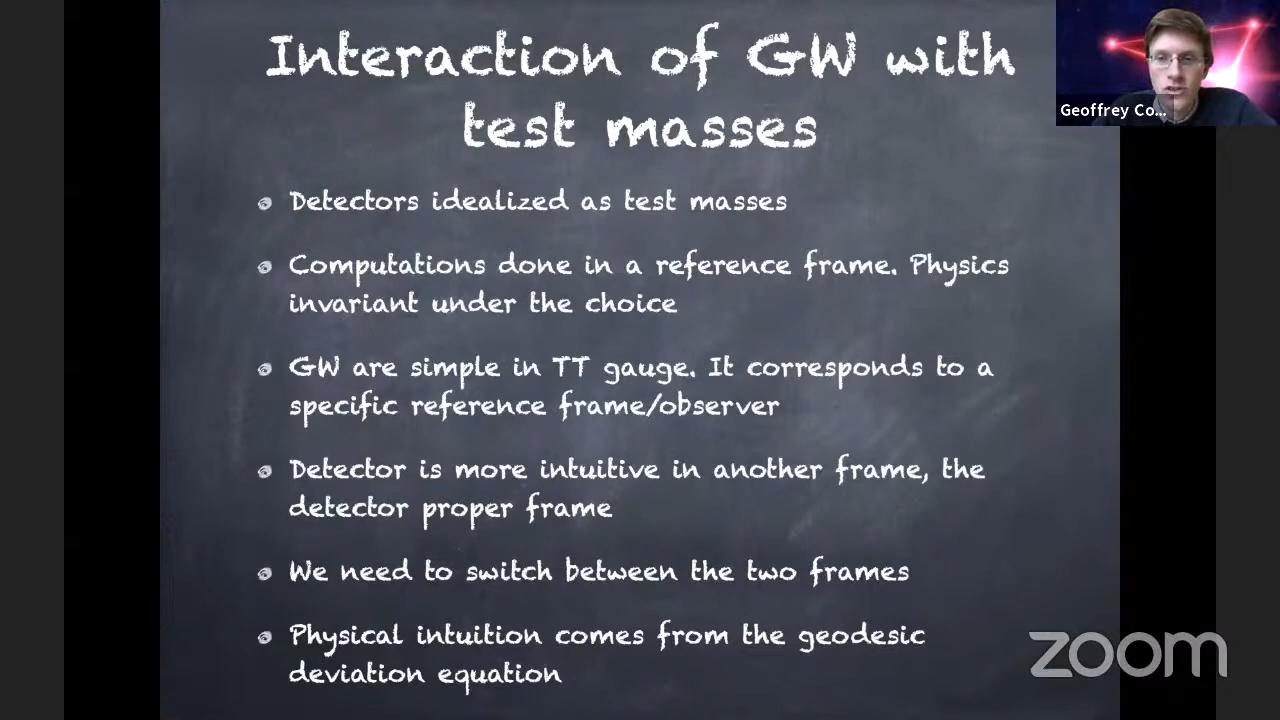 Interaction of GW with
test masses
Geoffrey Co...
Detectors idealized as test masses
Computations done in a reference frame. Physics
invariant under the choice
GW are simple in TT gauge. It corresponds to a
specific reference frame/observer
Detector is more intuitive in another frame, the
detector proper frame
We need to switch between the two frames
Physical intuition comes from the geodesic
deviation equation
zoom